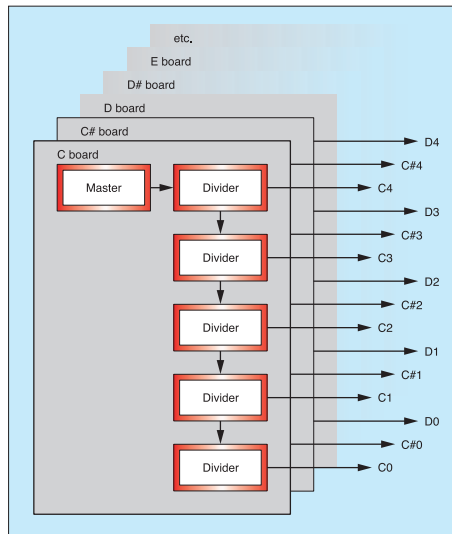 etc.
E board
D# board
D board
C# board
C board
Master
Divider
Divider
Divider
Divider
Divider
D4
C#4
C4
D3
C#3
C3
D2
C#2
C2
D1
C#1
C1
D0
C#0
C0